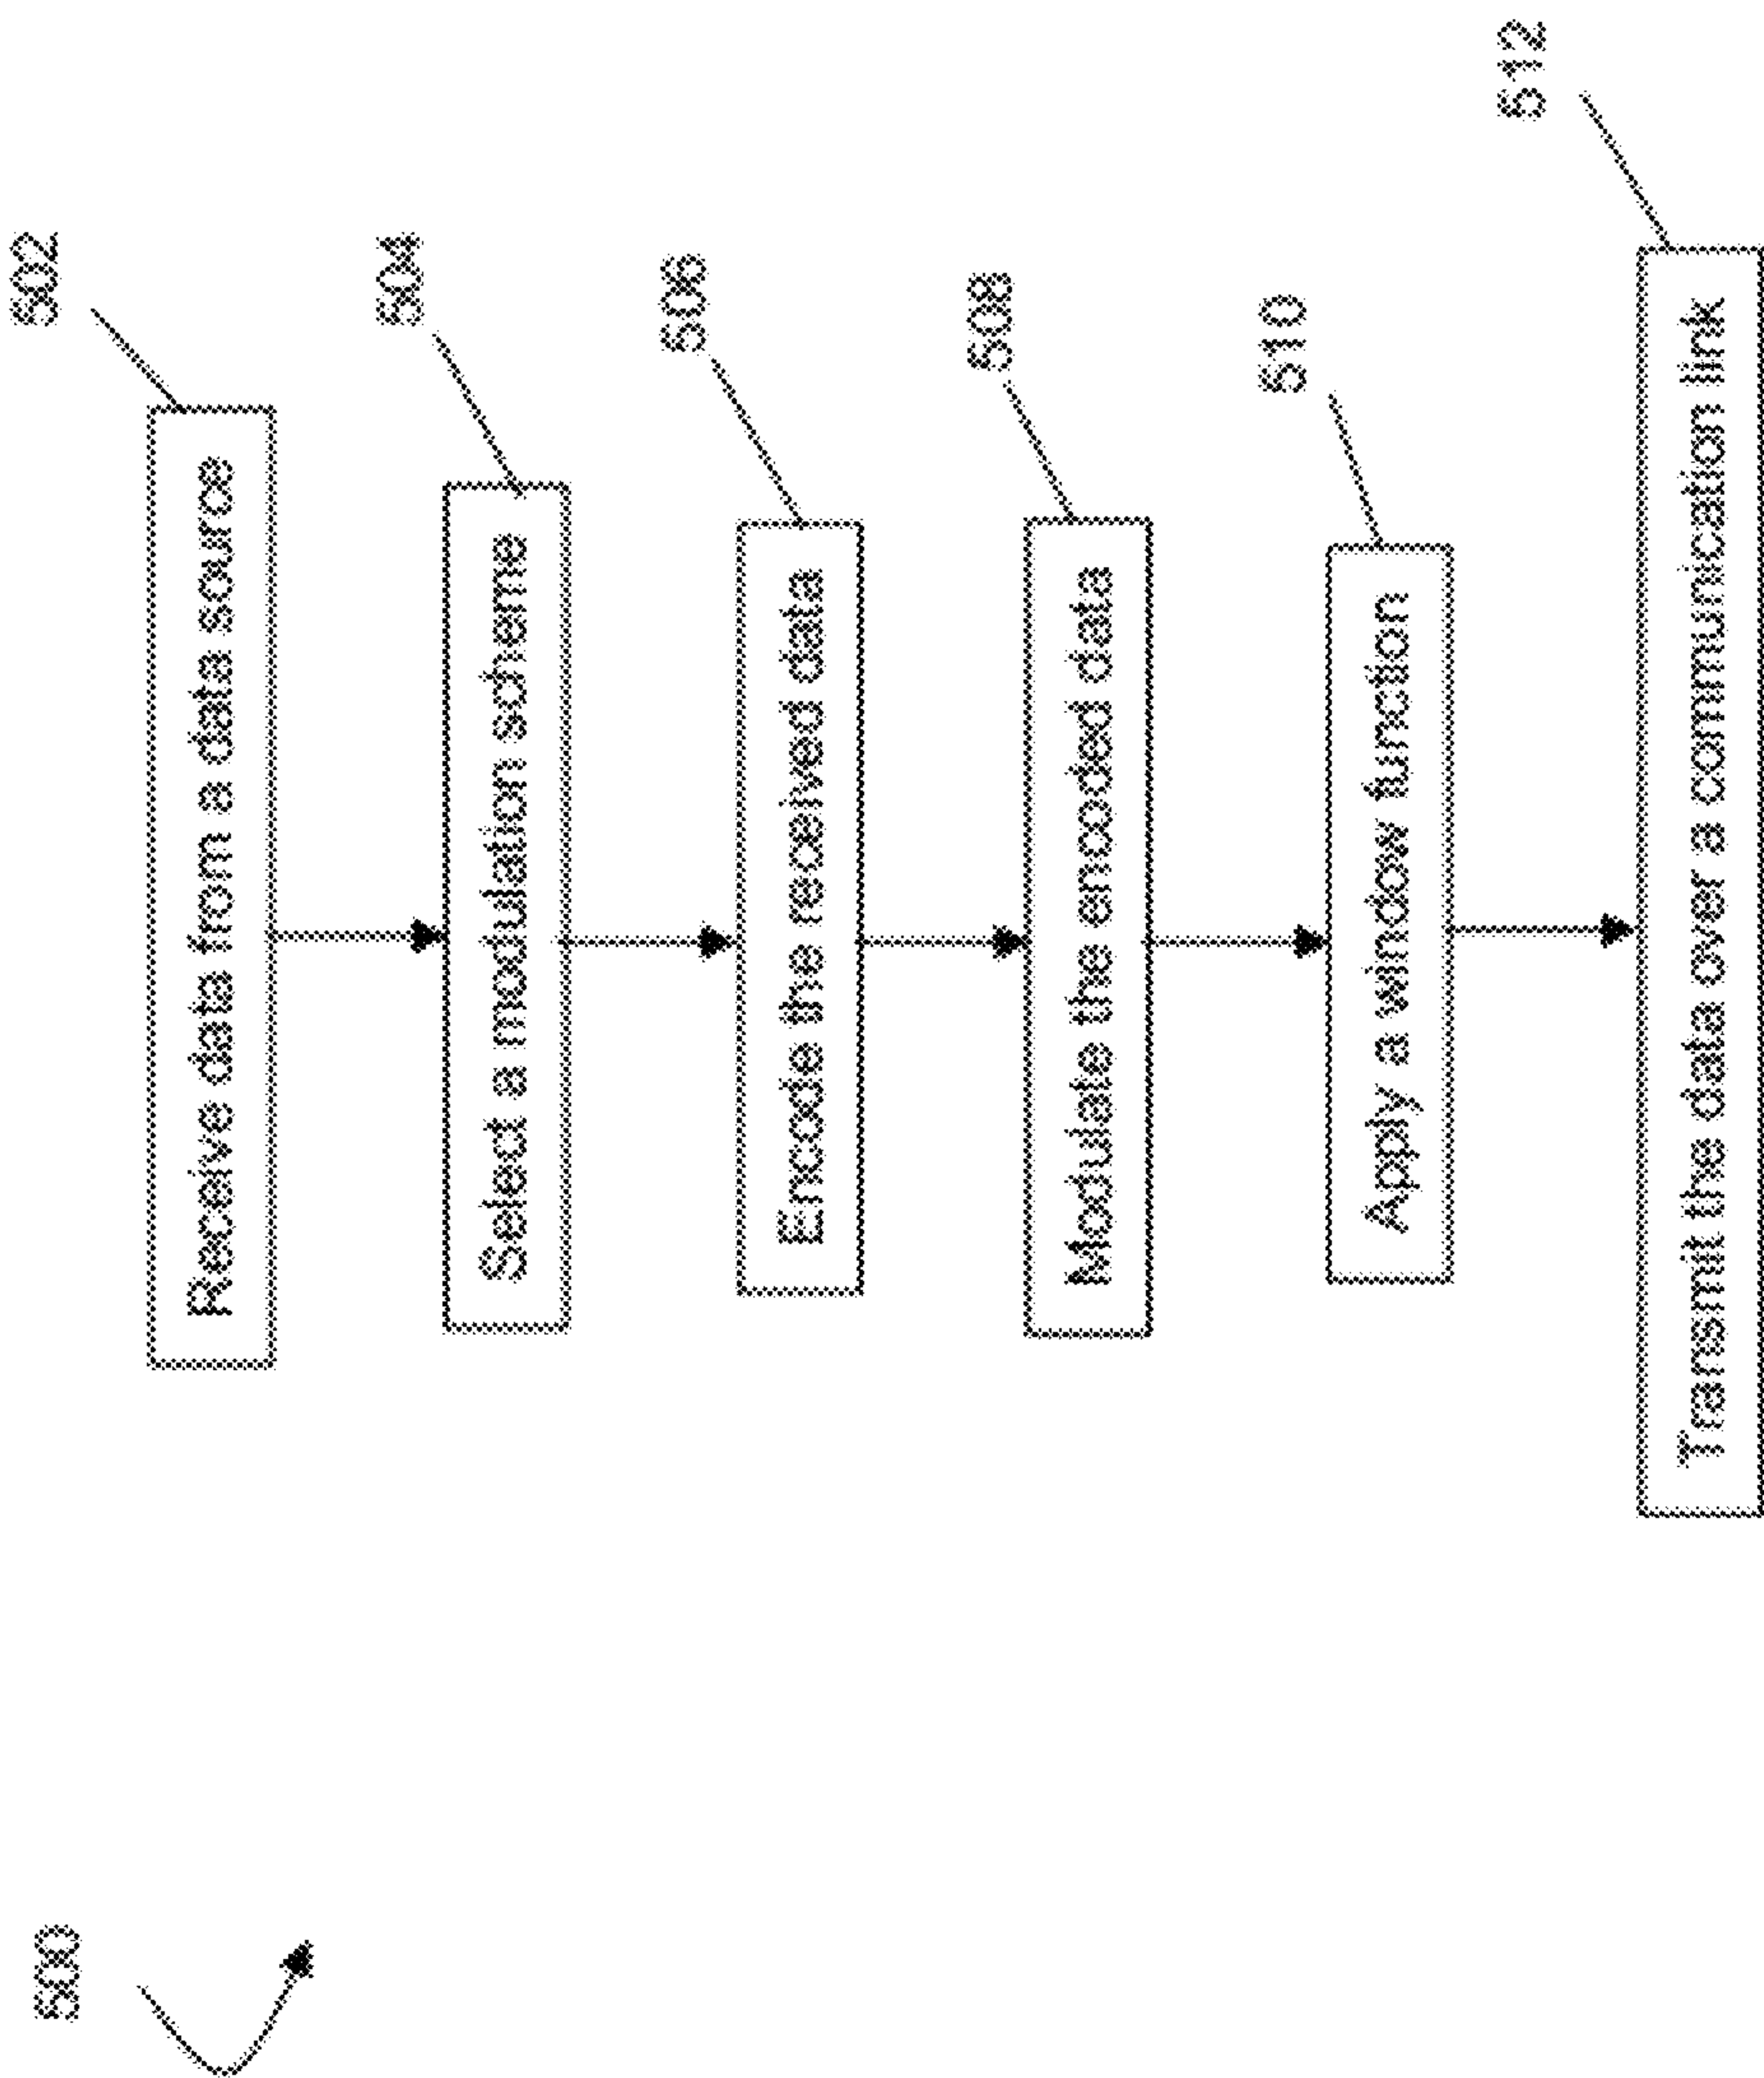 500
502
Receive data from a data source
504
Select a modulation scheme
506
Encode the received data
508
Modulate the encoded data
510
Apply a window function
512
Transmit the data over a communication link